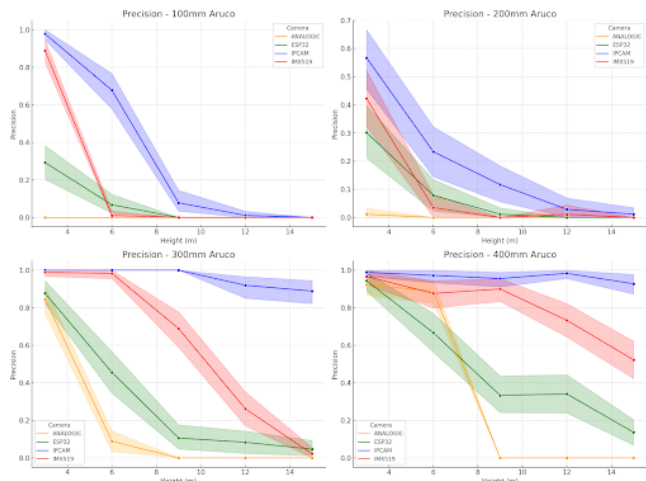 Precision - 100mm Aruco
Camera
ANALOGIC
ESP32
IPCAM
IMX519
1.0
0.8
0.6
0.4
0.2
0.0
Precision
4 6 8 10 12 14
Height (m)
Precision - 200mm Aruco
Camera
ANALOGIC
ESP32
IPCAM
IMX519
0.7
0.6
0.5
0.4
0.3
0.2
0.1
0.0
Precision
4 6 8 10 12 14
Height (m)
Precision - 300mm Aruco
1.0
0.8
0.6
0.4
0.2
0.0
Precision
Camera
ANALOGIC
ESP32
IPCAM
IMX519
4 6 8 10 12 14
Height (m)
Precision - 400mm Aruco
1.0
0.8
0.6
0.4
0.2
0.0
Precision
Camera
ANALOGIC
ESP32
IPCAM
IMX519
4 6 8 10 12 14
Height (m)